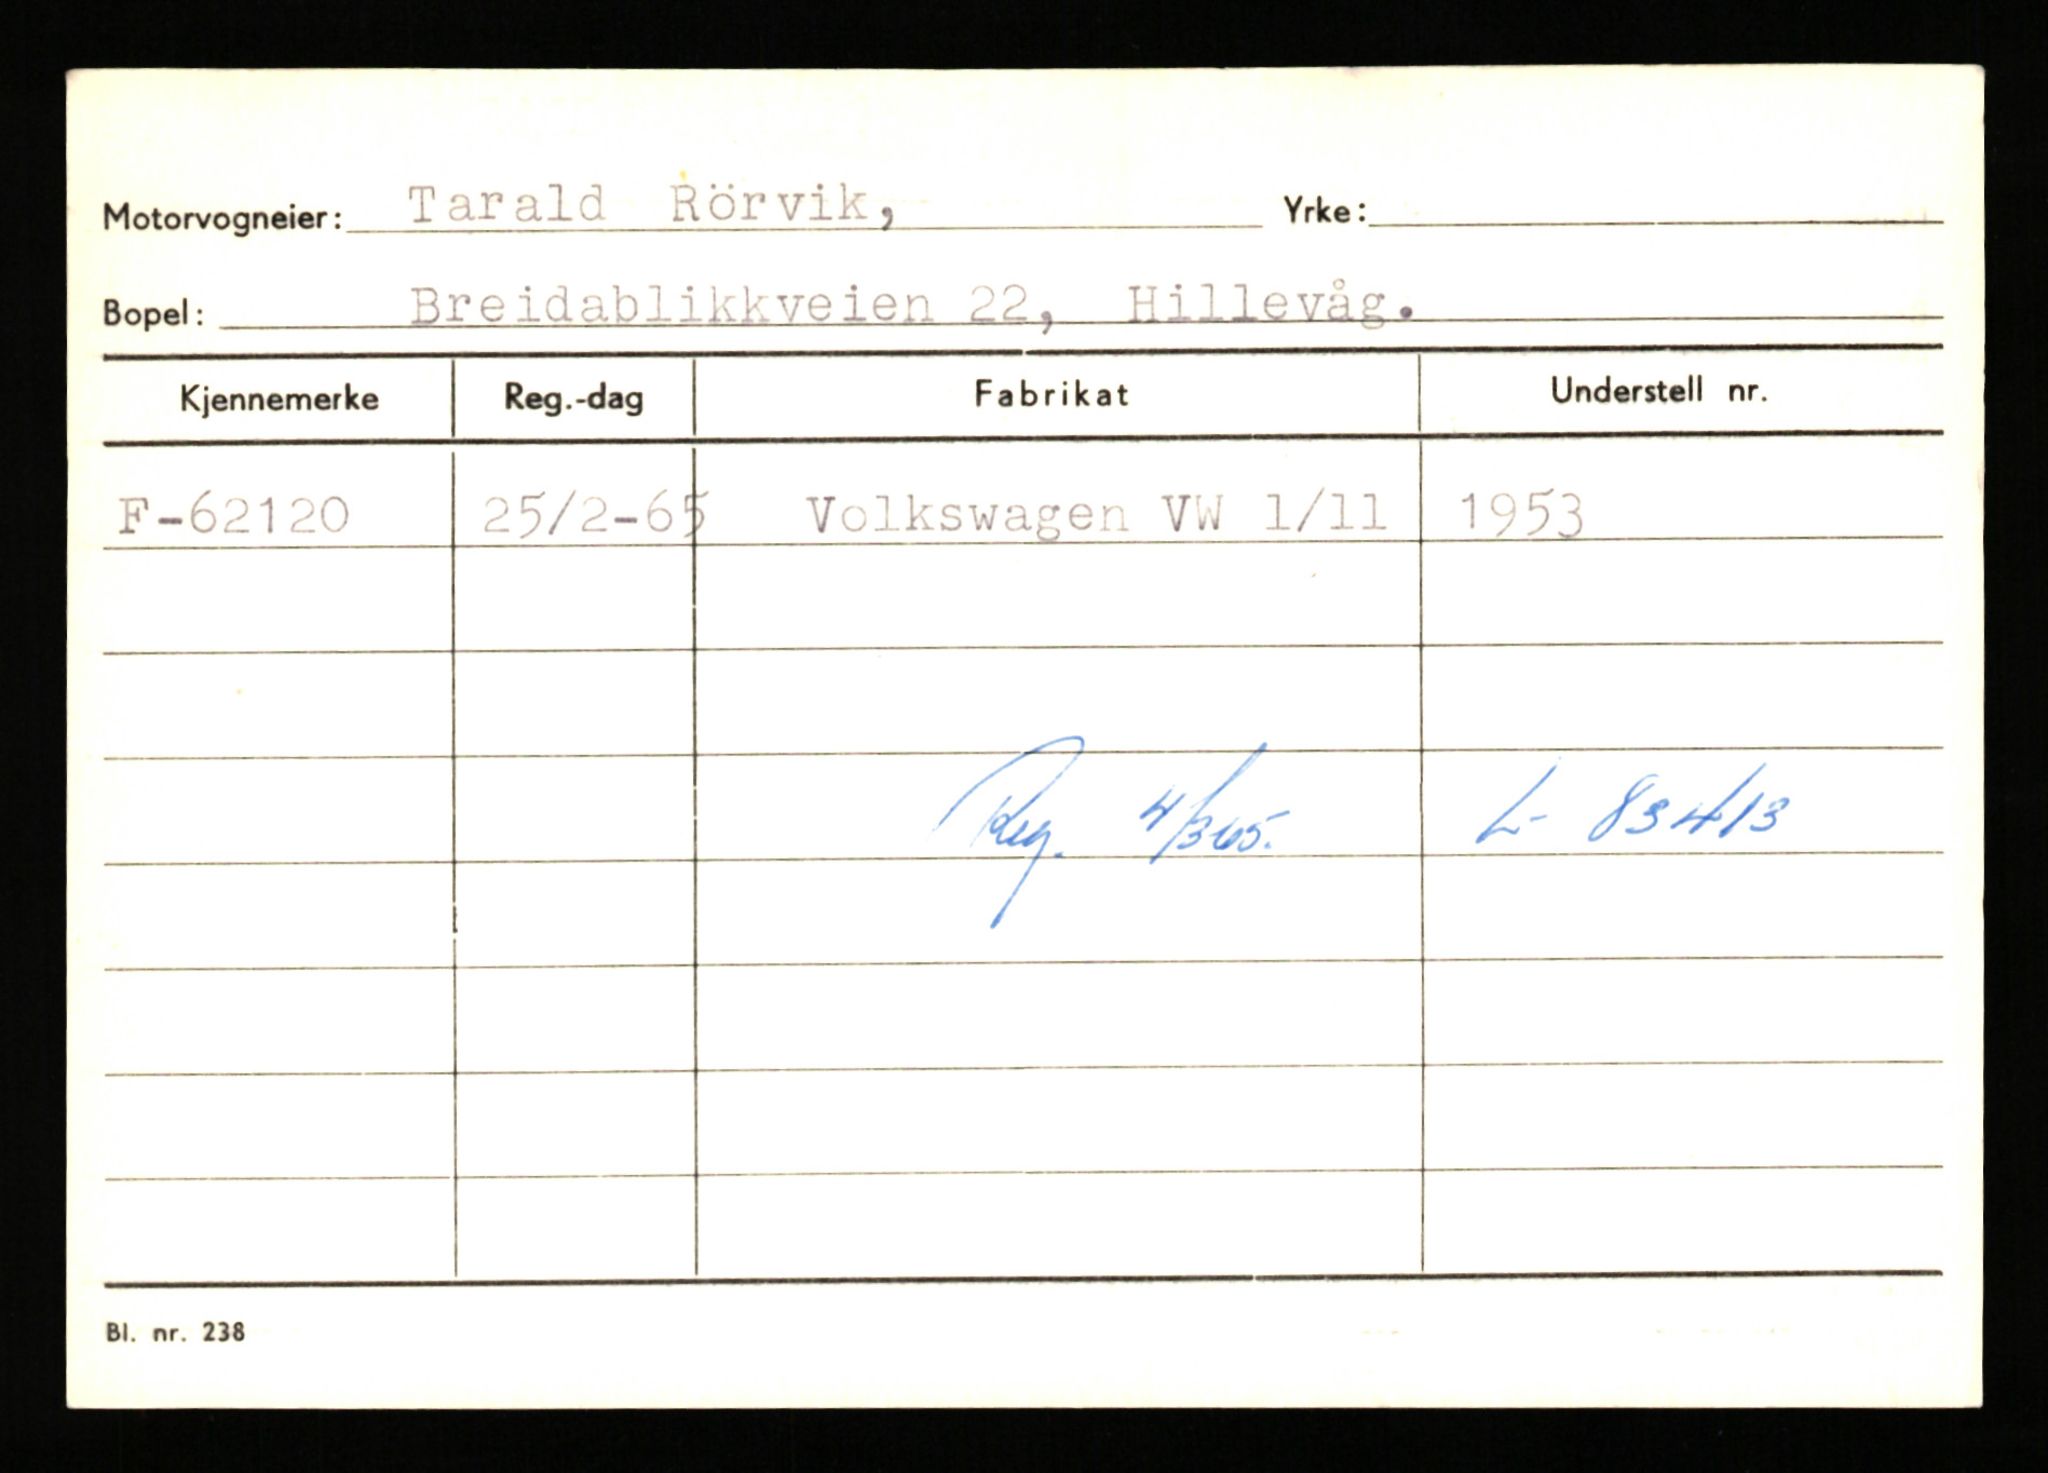 Motorvogneier: Tarald Rörvik, Yrke:
Bopel: Breidablikkveien 22, Hillevåg.
Kjennemerke Reg.-dag Fabrikat Understell nr.
F-62120 25/2-65 Volkswagen VW 1/11 1953
Reg. 4/3 65. L- 83413
Bl. nr. 238